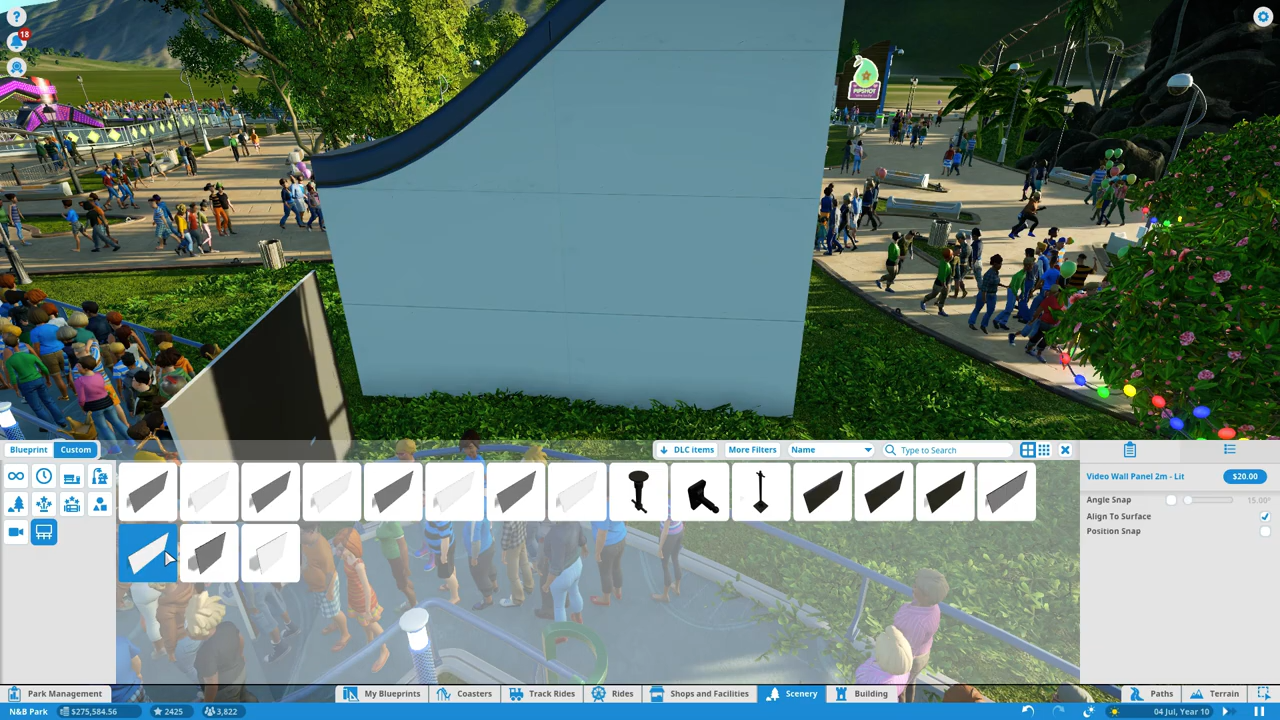 18
PIPSHOT
Blueprint Custom
DLC items More Filters Name Type to Search
Video Wall Panel 2m - Lit $20.00
Angle Snap 15.00°
Align To Surface
Position Snap
Park Management My Blueprints Coasters Track Rides Rides Shops and Facilities Scenery Building Paths Terrain
N&B Park $275,584.56 2425 3,822 04 Jul, Year 10